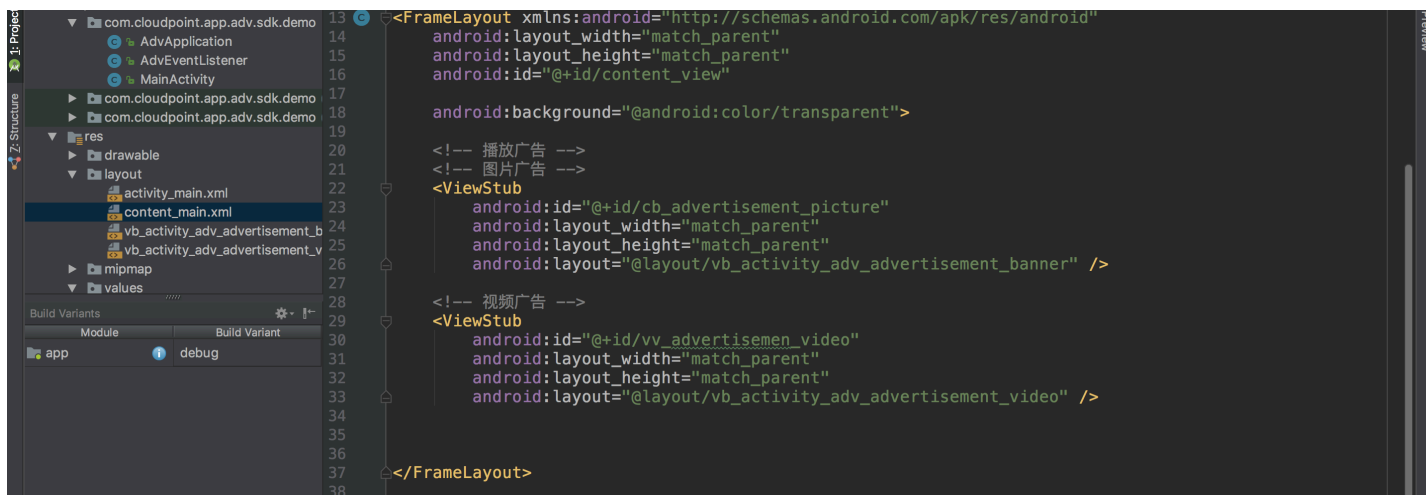 1: Project
Z: Structure
com.cloudpoint.app.adv.sdk.demo
AdvApplication
AdvEventListener
MainActivity
com.cloudpoint.app.adv.sdk.demo
com.cloudpoint.app.adv.sdk.demo
res
drawable
layout
activity_main.xml
content_main.xml
vb_activity_adv_advertisement_b
vb_activity_adv_advertisement_v
mipmap
values
Build Variants
Module Build Variant
app debug
13 <FrameLayout xmlns:android="http://schemas.android.com/apk/res/android"
14 android:layout_width="match_parent"
15 android:layout_height="match_parent"
16 android:id="@+id/content_view"
17
18 android:background="@android:color/transparent">
19
20 <!-- 播放广告 -->
21 <!-- 图片广告 -->
22 <ViewStub
23 android:id="@+id/cb_advertisement_picture"
24 android:layout_width="match_parent"
25 android:layout_height="match_parent"
26 android:layout="@layout/vb_activity_adv_advertisement_banner" />
27
28 <!-- 视频广告 -->
29 <ViewStub
30 android:id="@+id/vv_advertisemen_video"
31 android:layout_width="match_parent"
32 android:layout_height="match_parent"
33 android:layout="@layout/vb_activity_adv_advertisement_video" />
34
35
36
37 </FrameLayout>
38